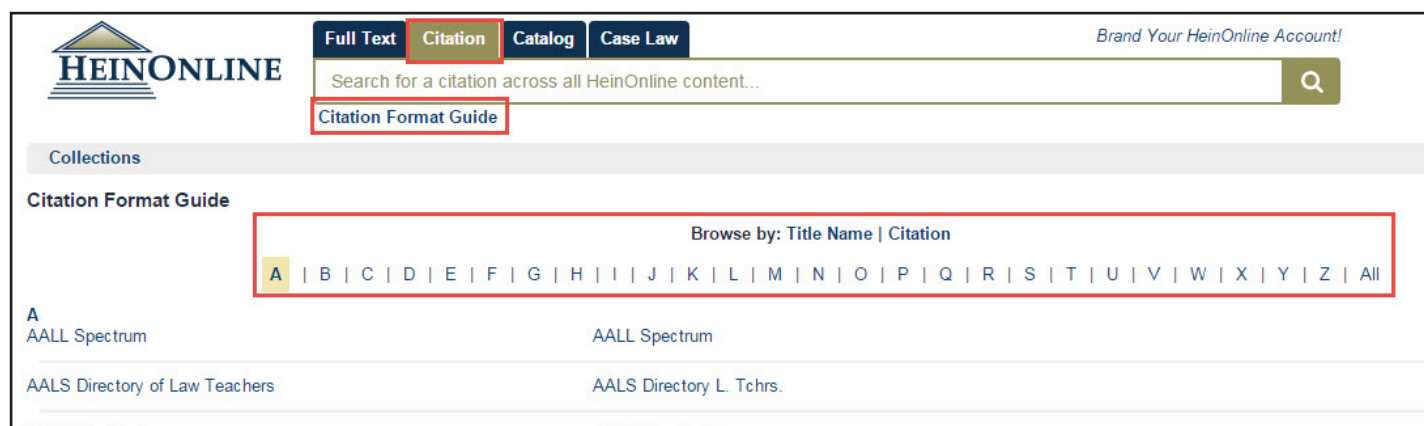 HEINONLINE
Full Text Citation Catalog Case Law
Brand Your HeinOnline Account!
Search for a citation across all HeinOnline content...
Citation Format Guide
Collections
Citation Format Guide
Browse by: Title Name | Citation
A | B | C | D | E | F | G | H | I | J | K | L | M | N | O | P | Q | R | S | T | U | V | W | X | Y | Z | All
A
AALL Spectrum AALL Spectrum
AALS Directory of Law Teachers AALS Directory L. Tchrs.